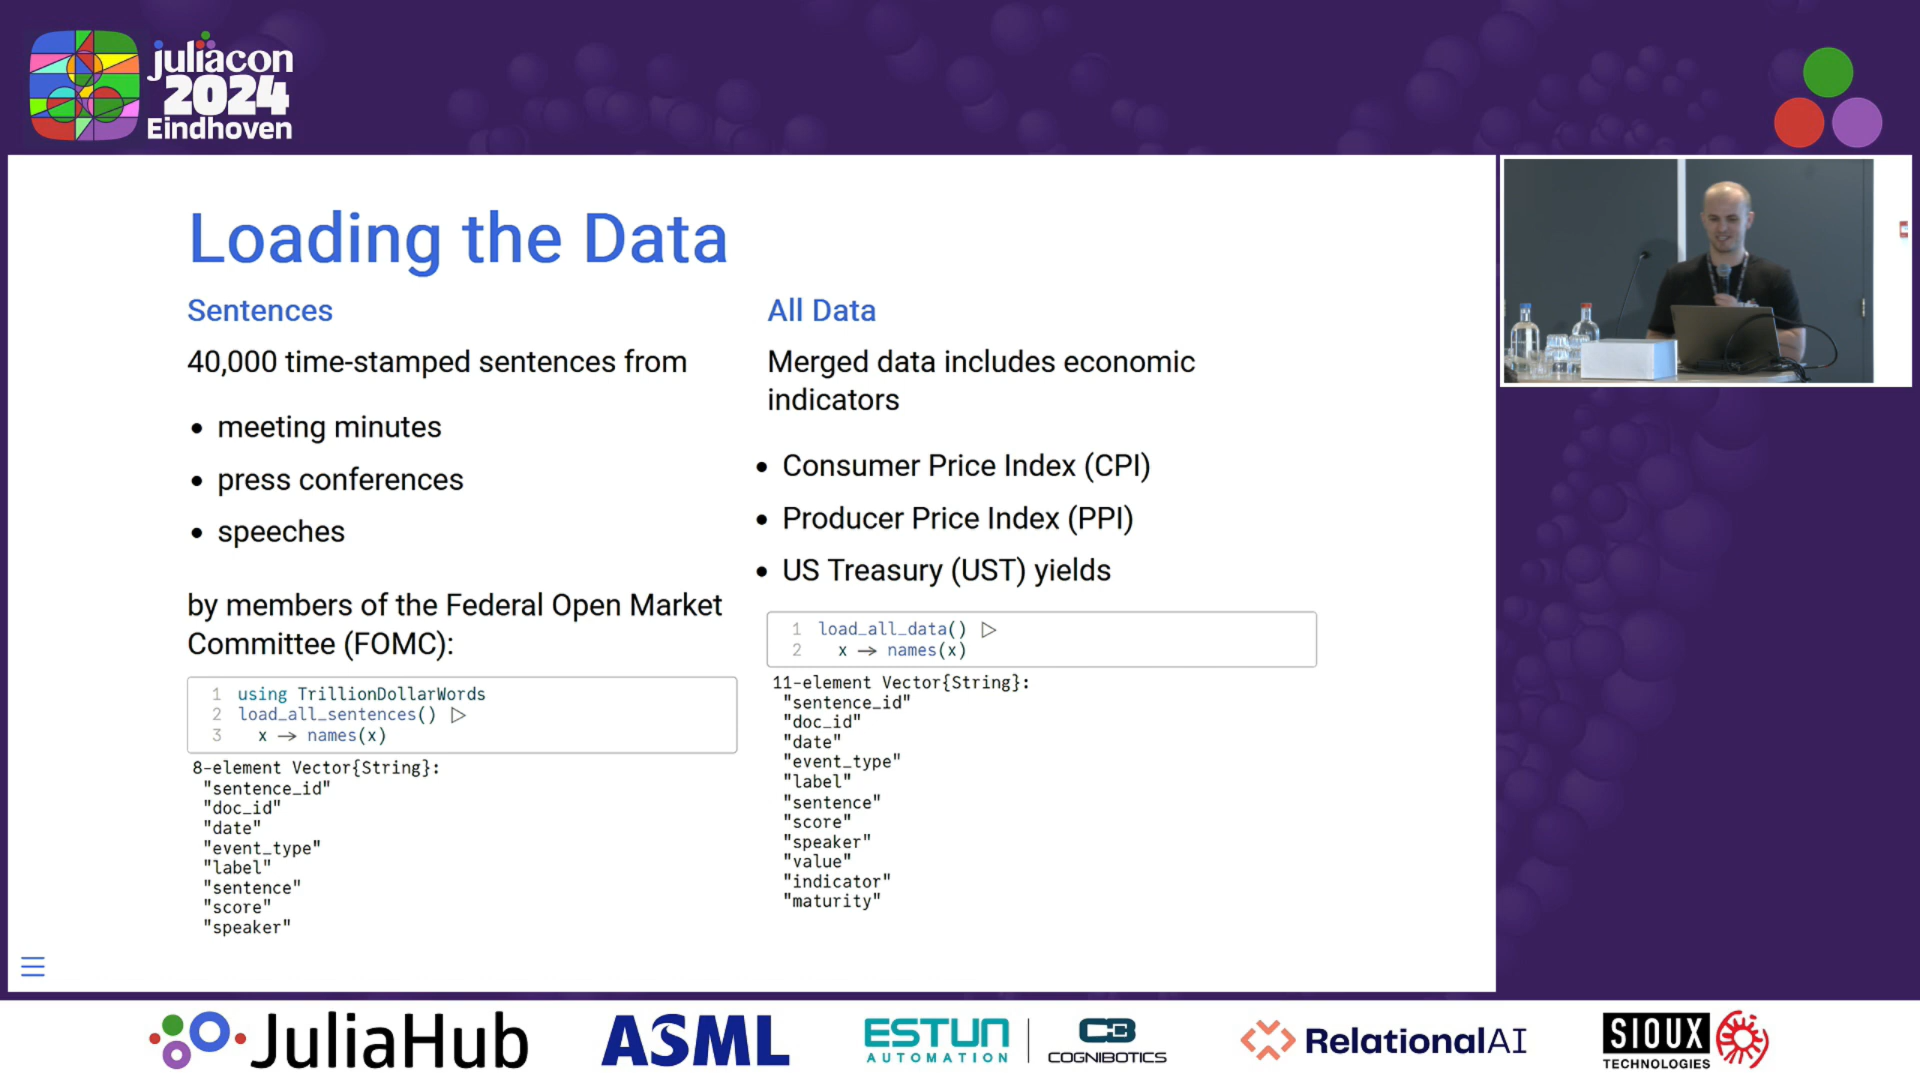 juliacon
2024
Eindhoven
Loading the Data
Sentences
40,000 time-stamped sentences from
• meeting minutes
• press conferences
• speeches
by members of the Federal Open Market
Committee (FOMC):
1 using TrillionDollarWords
2 load_all_sentences() ▷
3 x → names(x)
8-element Vector{String}:
"sentence_id"
"doc_id"
"date"
"event_type"
"label"
"sentence"
"score"
"speaker"
All Data
Merged data includes economic
indicators
• Consumer Price Index (CPI)
• Producer Price Index (PPI)
• US Treasury (UST) yields
1 load_all_data() ▷
2 x → names(x)
11-element Vector{String}:
"sentence_id"
"doc_id"
"date"
"event_type"
"label"
"sentence"
"score"
"speaker"
"value"
"indicator"
"maturity"
JuliaHub
ASML
ESTUN
AUTOMATION
COGNIBOTICS
RelationalAI
SIOUX
TECHNOLOGIES